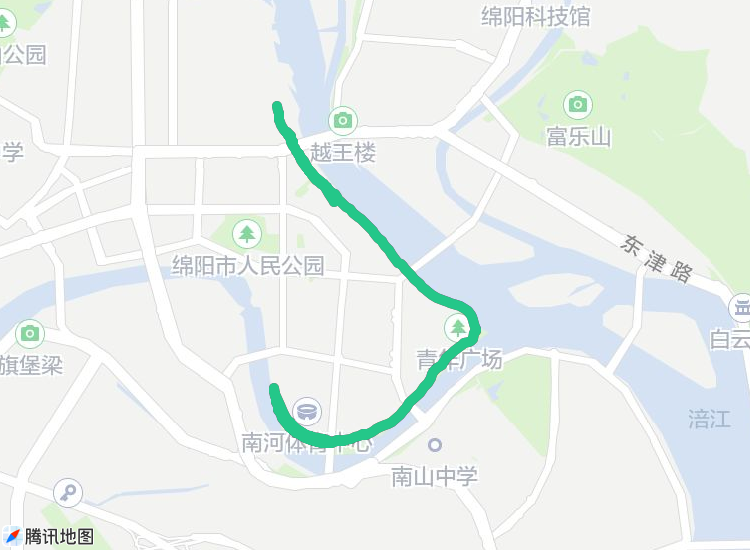 绵阳科技馆
公园
学
越王楼
富乐山
东津路
绵阳市人民公园
白云
旗堡梁
青年广场
涪江
南河体育中心
南山中学
腾讯地图